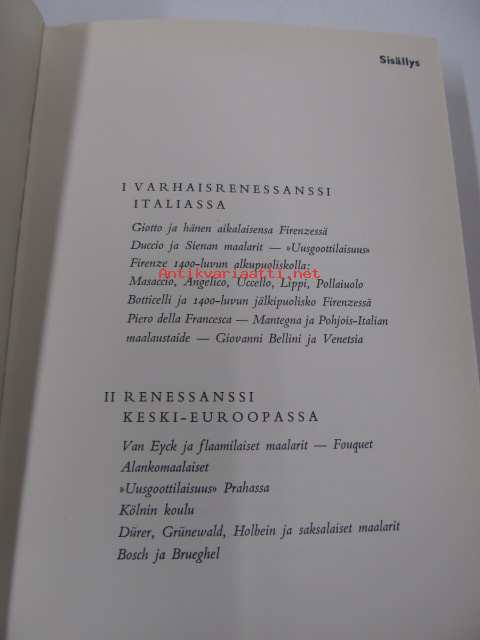 Sisällys
I VARHAISRENESSANSSI
ITALIASSA
Giotto ja hänen aikalaisensa Firenzessä
Duccio ja Sienan maalarit — »Uusgoottilaisuus»
Firenze 1400-luvun alkupuoliskolla:
Antikvariaatti.net
Masaccio, Angelico, Uccello, Lippi, Pollaiuolo
Botticelli ja 1400-luvun jälkipuolisko Firenzessä
Piero della Francesca — Mantegna ja Pohjois-Italian
maalaustaide — Giovanni Bellini ja Venetsia
II RENESSANSSI
KESKI-EUROOPASSA
Van Eyck ja flaamilaiset maalarit — Fouquet
Alankomaalaiset
»Uusgoottilaisuus» Prahassa
Kölnin koulu
Dürer, Grünewald, Holbein ja saksalaiset maalarit
Bosch ja Brueghel